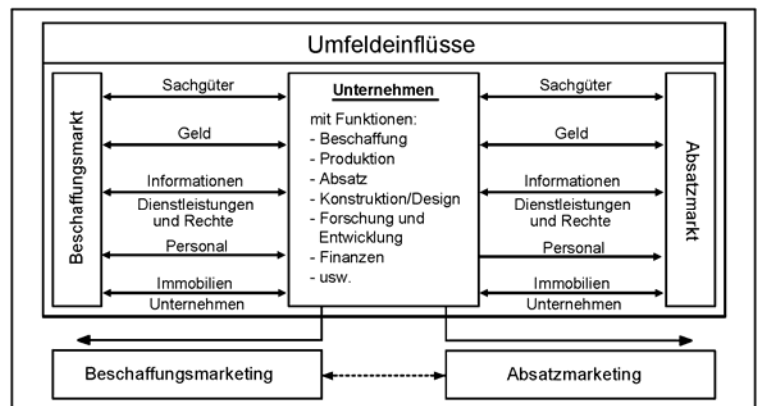 Umfeldeinflüsse
Beschaffungsmarkt
Sachgüter
Geld
Informationen
Dienstleistungen
und Rechte
Personal
Immobilien
Unternehmen
Unternehmen
mit Funktionen:
- Beschaffung
- Produktion
- Absatz
- Konstruktion/Design
- Forschung und
Entwicklung
- Finanzen
- usw.
Sachgüter
Geld
Informationen
Dienstleistungen
und Rechte
Personal
Immobilien
Unternehmen
Absatzmarkt
Beschaffungsmarketing
Absatzmarketing